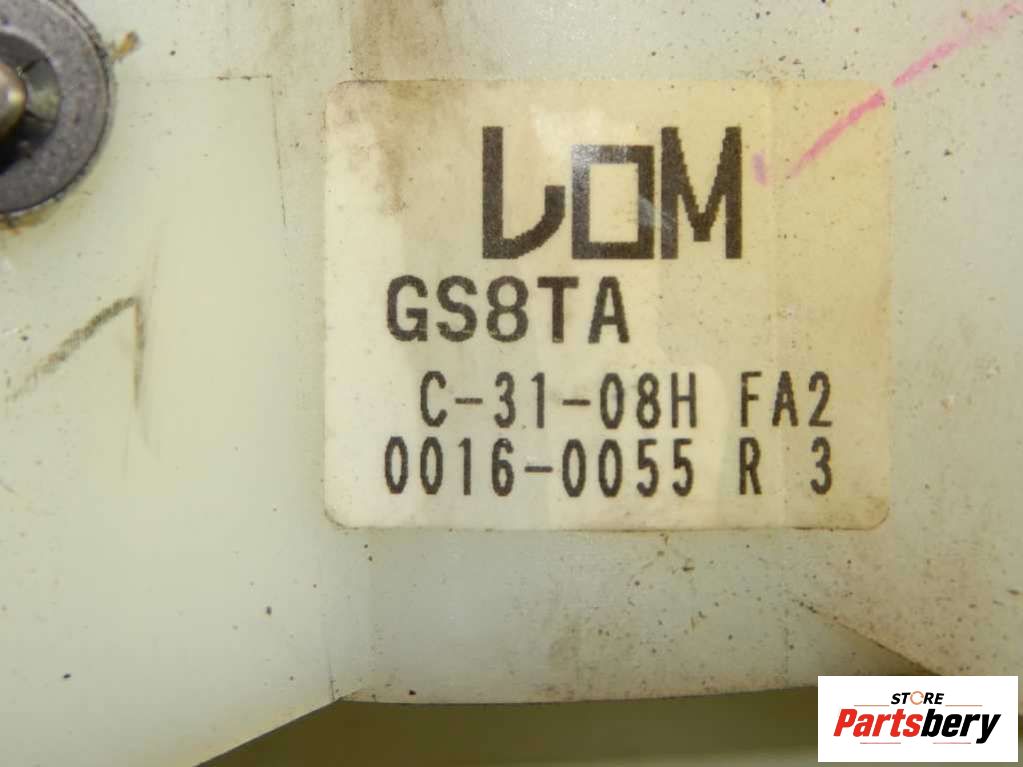 LOM
GS8TA
C-31-08H FA2
0016-0055 R 3
STORE
Partsbery